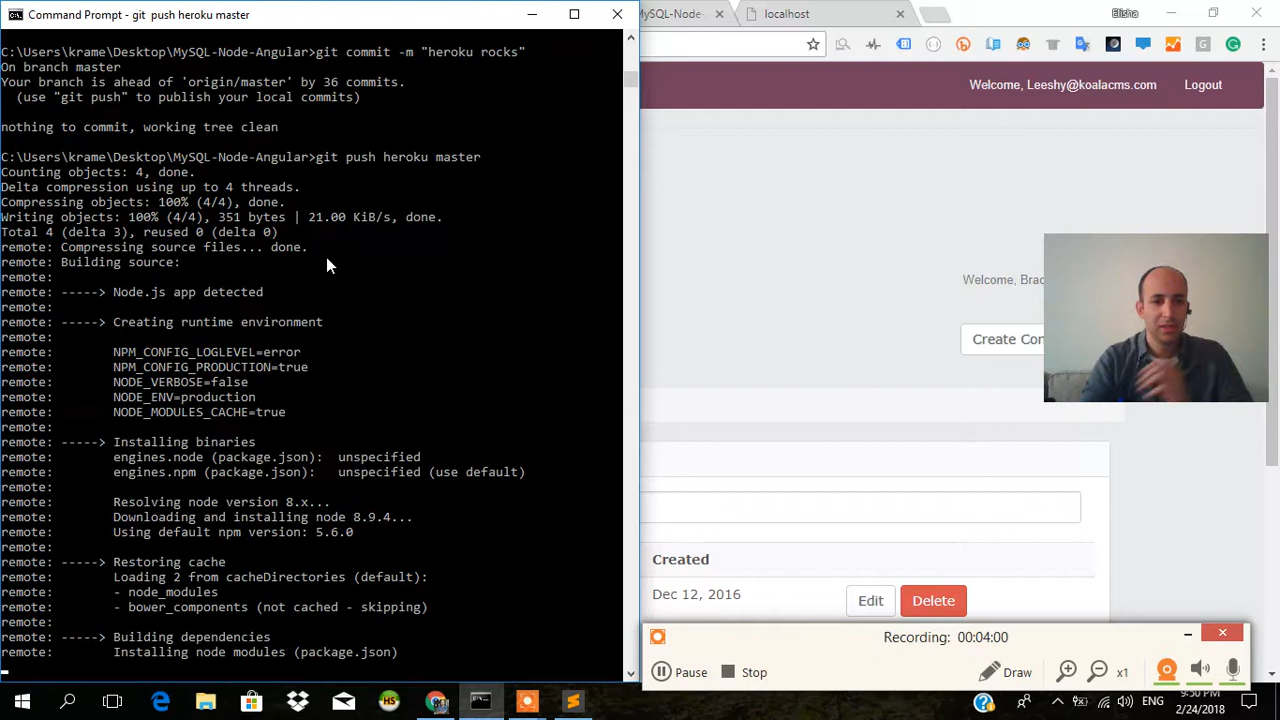 Command Prompt - git  push heroku master
C:\Users\krame\Desktop\MySQL-Node-Angular>git commit -m "heroku rocks"
On branch master
Your branch is ahead of 'origin/master' by 36 commits.
  (use "git push" to publish your local commits)
nothing to commit, working tree clean
C:\Users\krame\Desktop\MySQL-Node-Angular>git push heroku master
Counting objects: 4, done.
Delta compression using up to 4 threads.
Compressing objects: 100% (4/4), done.
Writing objects: 100% (4/4), 351 bytes | 21.00 KiB/s, done.
Total 4 (delta 3), reused 0 (delta 0)
remote: Compressing source files... done.
remote: Building source:
remote:
remote: -----> Node.js app detected
remote:
remote: -----> Creating runtime environment
remote:
remote:        NPM_CONFIG_LOGLEVEL=error
remote:        NPM_CONFIG_PRODUCTION=true
remote:        NODE_VERBOSE=false
remote:        NODE_ENV=production
remote:        NODE_MODULES_CACHE=true
remote:
remote: -----> Installing binaries
remote:        engines.node (package.json):  unspecified
remote:        engines.npm (package.json):   unspecified (use default)
remote:
remote:        Resolving node version 8.x...
remote:        Downloading and installing node 8.9.4...
remote:        Using default npm version: 5.6.0
remote:
remote: -----> Restoring cache
remote:        Loading 2 from cacheDirectories (default):
remote:        - node_modules
remote:        - bower_components (not cached - skipping)
remote:
remote: -----> Building dependencies
remote:        Installing node modules (package.json)
MySQL-Node-
localhost
Elisha
Welcome, Leeshy@koalacms.com
Logout
Welcome, Brac
Create Con
Created
Dec 12, 2016
Edit
Delete
Recording: 00:04:00
Pause
Stop
Draw
x1
HS
ENG
9:50 PM
2/24/2018